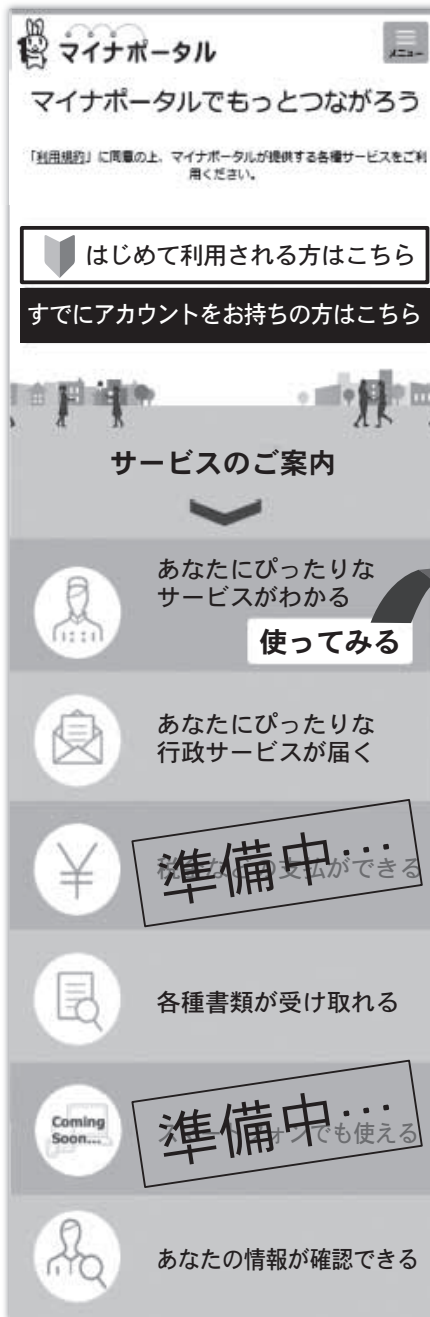 マイナポータル
メニュー
マイナポータルでもっとつながろう
「利用規約」に同意の上、マイナポータルが提供する各種サービスをご利
用ください。
はじめて利用される方はこちら
すでにアカウントをお持ちの方はこちら
サービスのご案内
あなたにぴったりな
サービスがわかる
使ってみる
あなたにぴったりな
行政サービスが届く
準備中…
の支払ができる
各種書類が受け取れる
Coming
Soon...
準備中…
でも使える
あなたの情報が確認できる